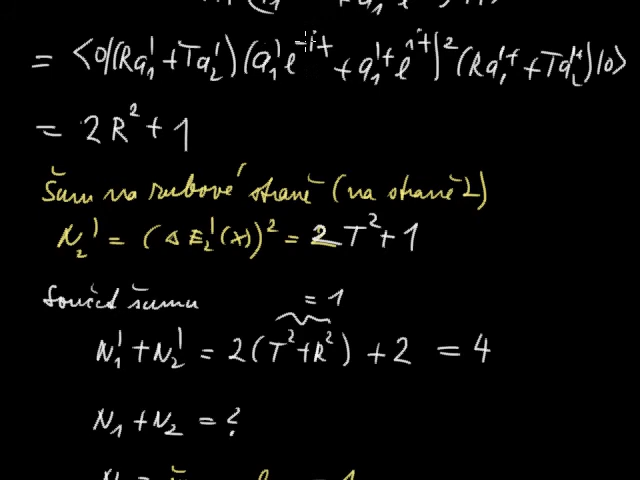 = <0|(Ra₁'+Ta₂')(a₁'e^-it + a₁'⁺e^it)²(Ra₁'⁺+Ta₂'⁺)|0>
= 2R²+1
Šum na rubové straně (na straně 2)
N₂' = (ΔE₂'(x))² = 2T²+1
Součet šumu
= 1
N₁'+N₂' = 2(T²+R²) + 2 = 4
N₁+N₂ = ?